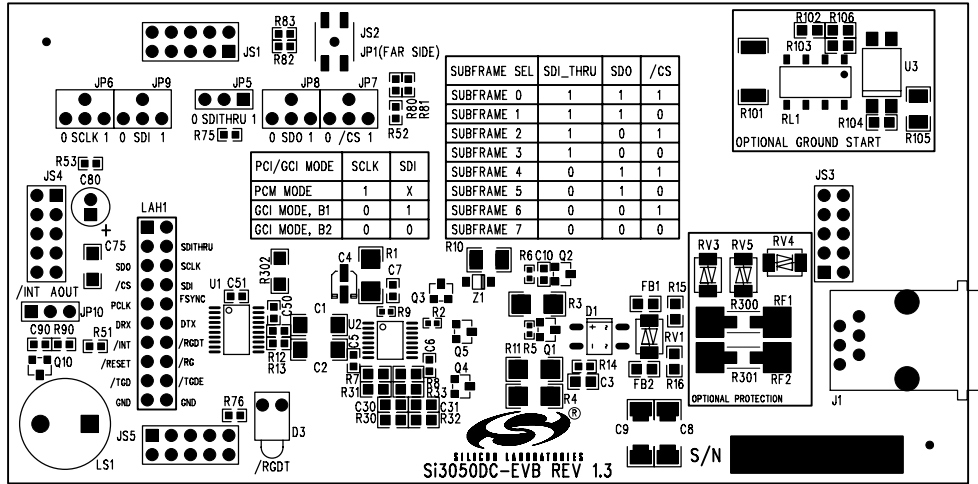 R83
R82
JS1
JS2
JP1(FAR SIDE)
JP6 JP9 JP5 JP8 JP7
0 SCLK 1 0 SDI 1 0 SDITHRU 1 0 SDO 1 0 /CS 1
R75
R80
R81
R52
SUBFRAME SEL SDI_THRU SDO /CS
SUBFRAME 0 1 1 1
SUBFRAME 1 1 1 0
SUBFRAME 2 1 0 1
SUBFRAME 3 1 0 0
SUBFRAME 4 0 1 1
SUBFRAME 5 0 1 0
SUBFRAME 6 0 0 1
SUBFRAME 7 0 0 0
R102 R106
R103
U3
R101
RL1
R104
R105
OPTIONAL GROUND START
PCI/GCI MODE SCLK SDI
PCM MODE 1 X
GCI MODE, B1 0 1
GCI MODE, B2 0 0
R53
C80
+
JS4
LAH1
C75
SDITHRU
SDO SCLK
/CS SDI
PCLK FSYNC
DRX DTX
/INT /RGDT
/RESET /RG
/TGD /TGDE
GND GND
/INT AOUT
JP10
C90 R90
R51
Q10
LS1
JS5
R76
D3
/RGDT
U1
C51
R302
C50
R12
R13
C1
C2
C4
R1
C7
U2
R9
C5
R7
R31
C30
R30
R8
R33
C31
R32
C6
Q3
R2
Q5
Q4
R10
Z1
R6
C10
Q2
R3
R5
Q1
R11
R4
D1
R14
C3
FB1
R15
RV1
FB2
R16
C9
C8
RV3 RV5 RV4
R300
RF1
R301
RF2
OPTIONAL PROTECTION
JS3
J1
®
SILICON LABORATORIES
Si3050DC-EVB REV 1.3
S/N